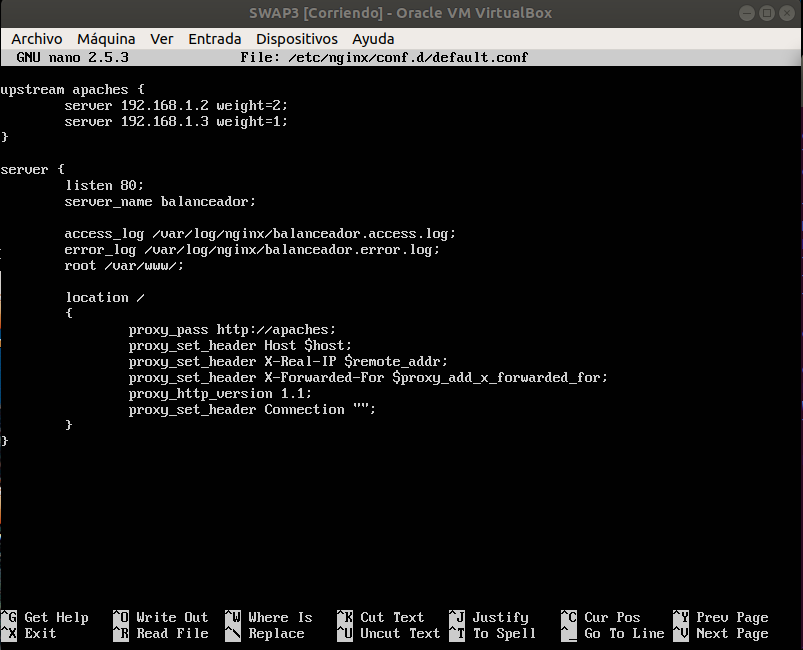 SWAP3 [Corriendo] - Oracle VM VirtualBox
Archivo Máquina Ver Entrada Dispositivos Ayuda
GNU nano 2.5.3 File: /etc/nginx/conf.d/default.conf
upstream apaches {
server 192.168.1.2 weight=2;
server 192.168.1.3 weight=1;
}
server {
listen 80;
server_name balanceador;
access_log /var/log/nginx/balanceador.access.log;
error_log /var/log/nginx/balanceador.error.log;
root /var/www/;
location /
{
proxy_pass http://apaches;
proxy_set_header Host $host;
proxy_set_header X-Real-IP $remote_addr;
proxy_set_header X-Forwarded-For $proxy_add_x_forwarded_for;
proxy_http_version 1.1;
proxy_set_header Connection "";
}
}
^G Get Help ^O Write Out ^W Where Is ^K Cut Text ^J Justify ^C Cur Pos ^Y Prev Page
^X Exit ^R Read File ^\ Replace ^U Uncut Text ^T To Spell ^_ Go To Line ^V Next Page